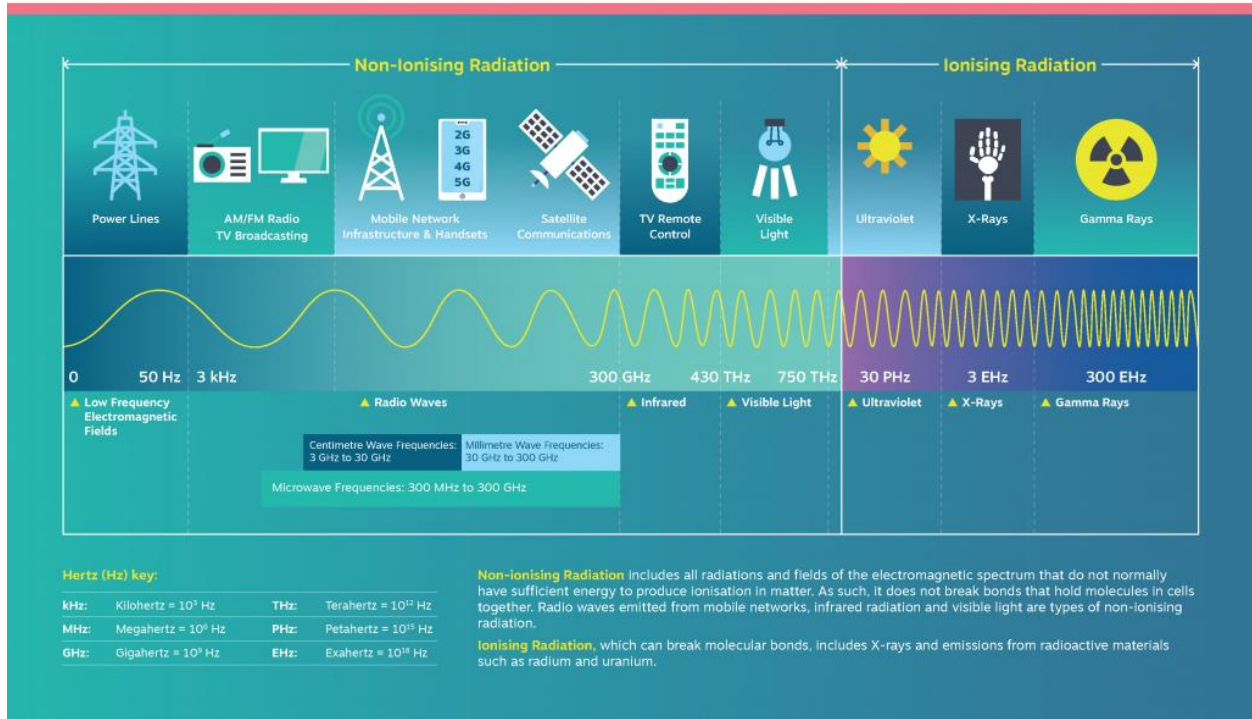 Non-Ionising Radiation
Ionising Radiation
2G
3G
4G
5G
Power Lines
AM/FM Radio
TV Broadcasting
Mobile Network
Infrastructure & Handsets
Satellite
Communications
TV Remote
Control
Visible
Light
Ultraviolet
X-Rays
Gamma Rays
0
50 Hz
3 kHz
300 GHz
430 THz
750 THz
30 PHz
3 EHz
300 EHz
Low Frequency
Electromagnetic
Fields
Radio Waves
Infrared
Visible Light
Ultraviolet
X-Rays
Gamma Rays
Centimetre Wave Frequencies:
3 GHz to 30 GHz
Millimetre Wave Frequencies:
30 GHz to 300 GHz
Microwave Frequencies: 300 MHz to 300 GHz
Hertz (Hz) key:
kHz: Kilohertz = 10³ Hz
THz: Terahertz = 10¹² Hz
MHz: Megahertz = 10⁶ Hz
PHz: Petahertz = 10¹⁵ Hz
GHz: Gigahertz = 10⁹ Hz
EHz: Exahertz = 10¹⁸ Hz
Non-ionising Radiation includes all radiations and fields of the electromagnetic spectrum that do not normally
have sufficient energy to produce ionisation in matter. As such, it does not break bonds that hold molecules in cells
together. Radio waves emitted from mobile networks, infrared radiation and visible light are types of non-ionising
radiation.
Ionising Radiation, which can break molecular bonds, includes X-rays and emissions from radioactive materials
such as radium and uranium.